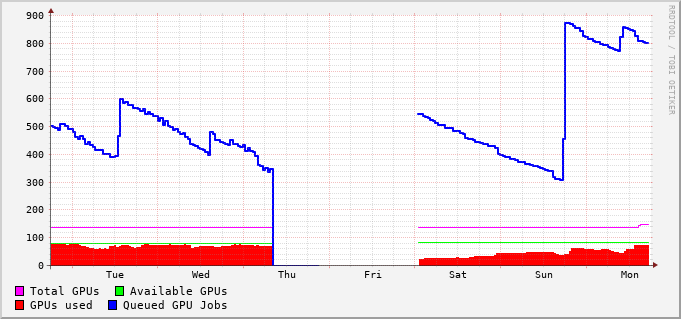 900
800
700
600
500
400
300
200
100
0
Tue Wed Thu Fri Sat Sun Mon
Total GPUs Available GPUs
GPUs used Queued GPU Jobs
RRDTOOL / TOBI OETIKER